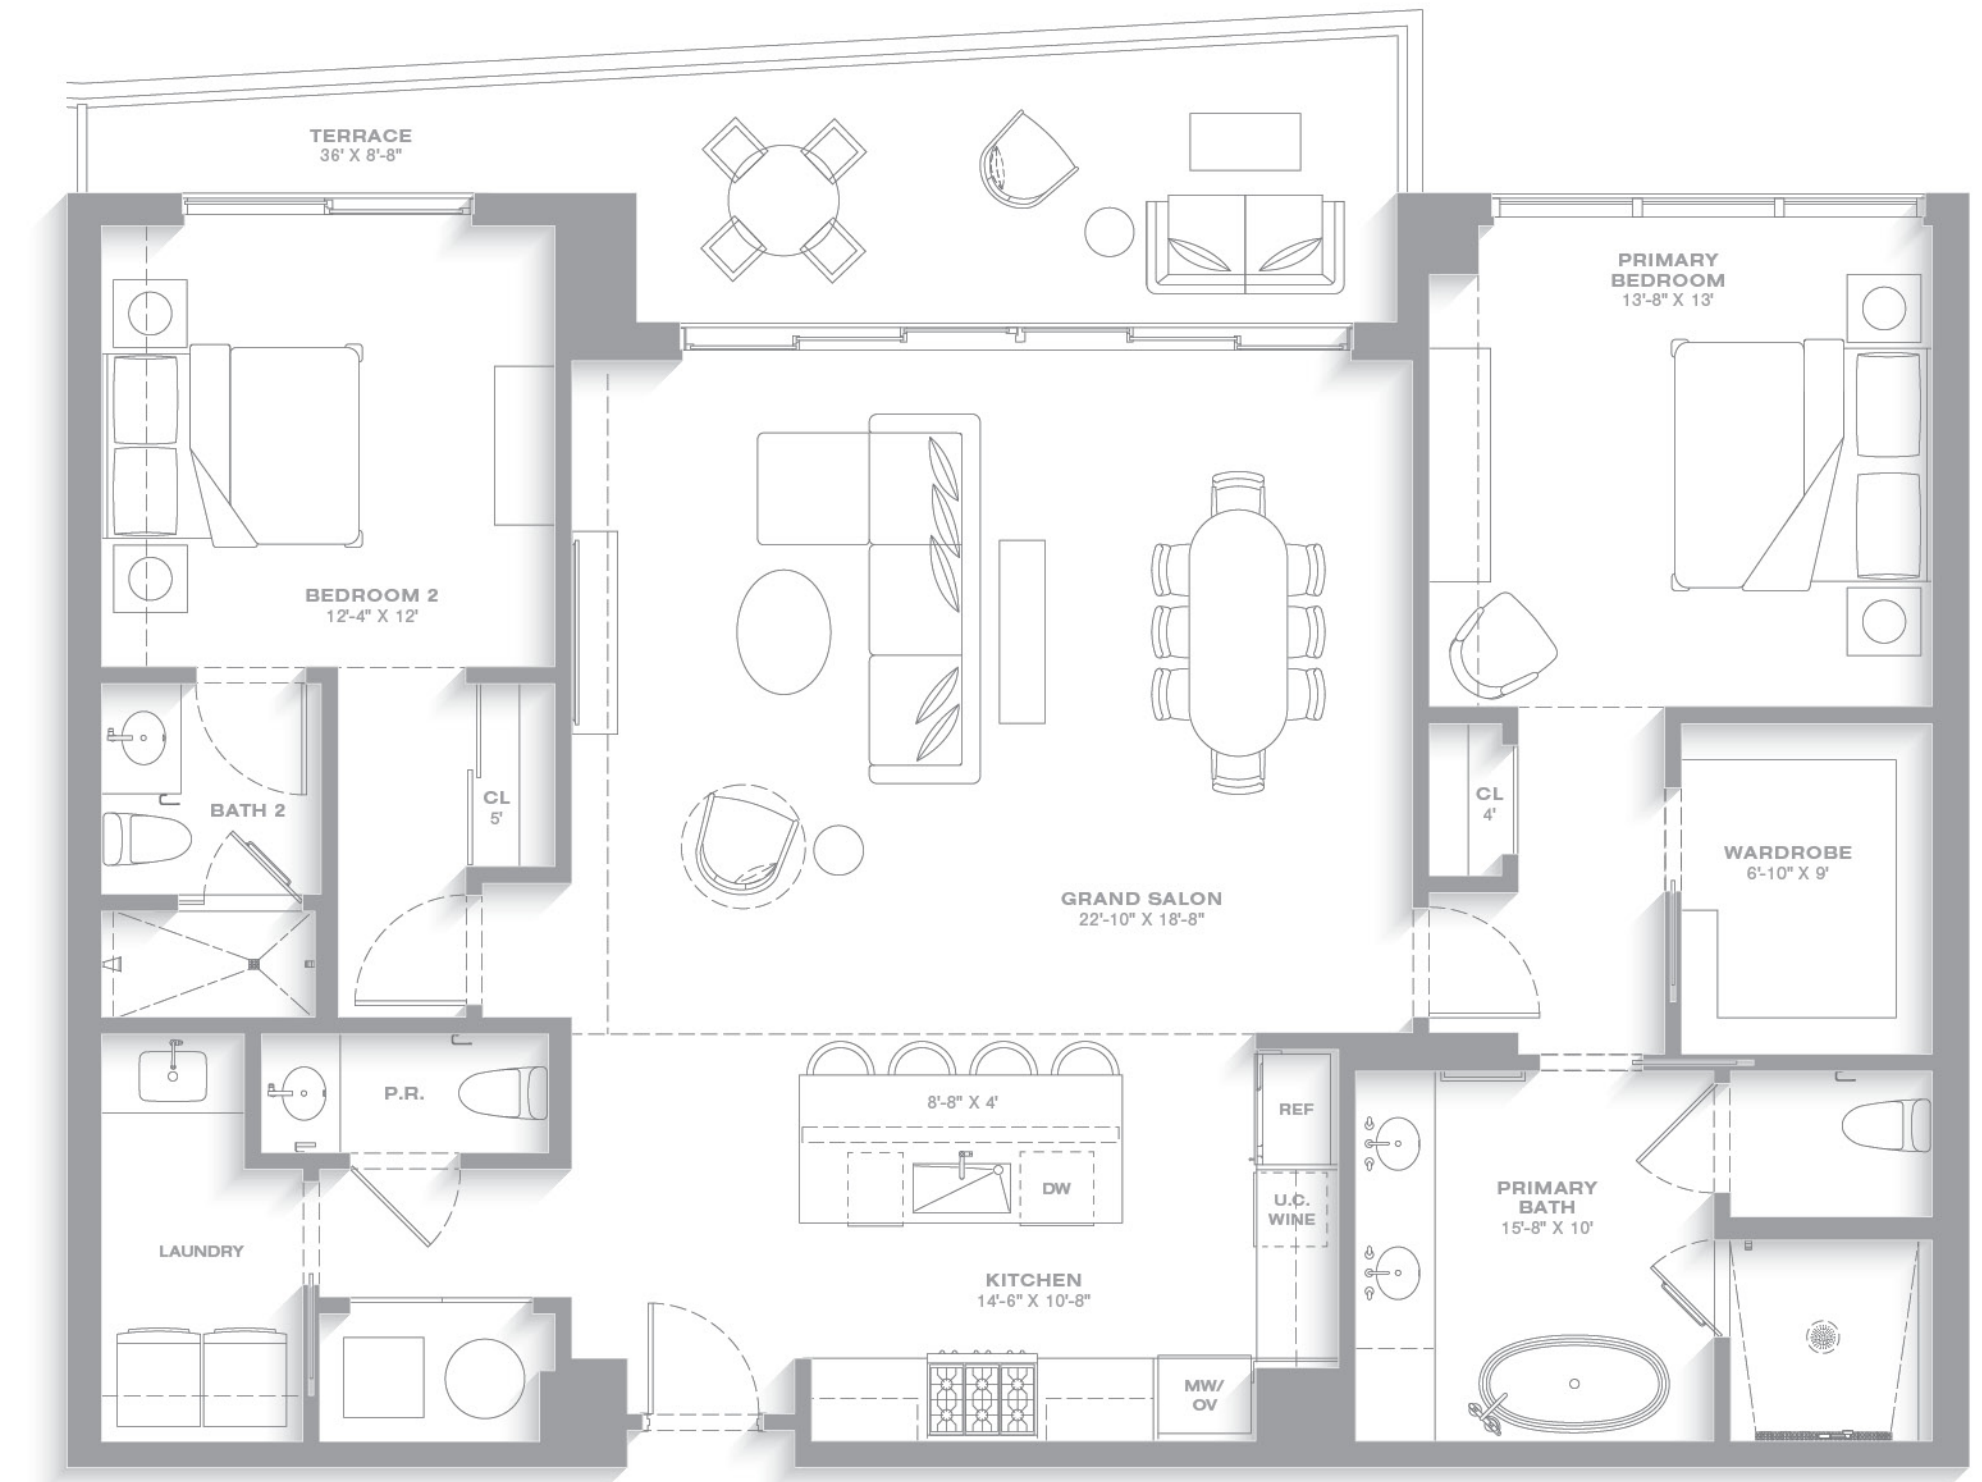 TERRACE
36' X 8'-8"
PRIMARY
BEDROOM
13'-8" X 13'
BEDROOM 2
12'-4" X 12'
BATH 2
CL
5'
CL
4'
WARDROBE
6'-10" X 9'
GRAND SALON
22'-10" X 18'-8"
P.R.
8'-8" X 4'
REF
DW
U.C.
WINE
PRIMARY
BATH
15'-8" X 10'
LAUNDRY
KITCHEN
14'-6" X 10'-8"
MW/
OV